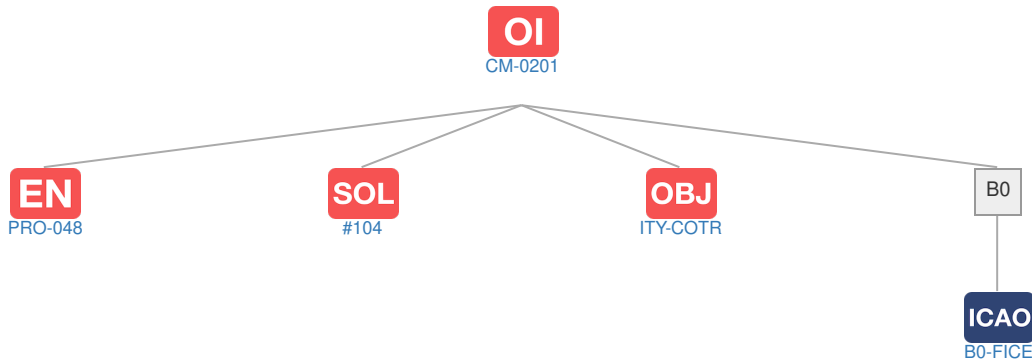 OI
CM-0201
EN
PRO-048
SOL
#104
OBJ
ITY-COTR
B0
ICAO
B0-FICE